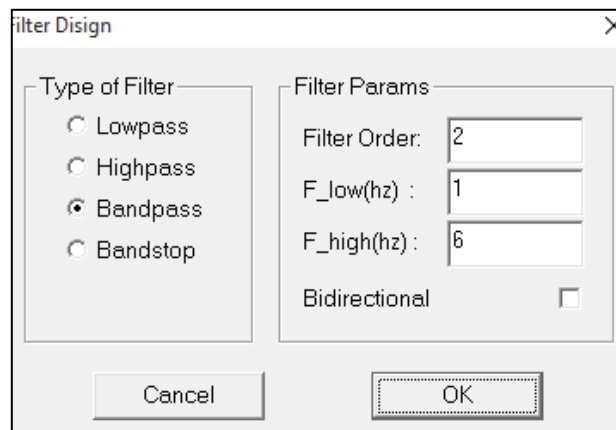 Filter Disign
Type of Filter
Lowpass
Highpass
Bandpass
Bandstop
Filter Params
Filter Order: 2
F_low(hz) : 1
F_high(hz) : 6
Bidirectional
Cancel
OK